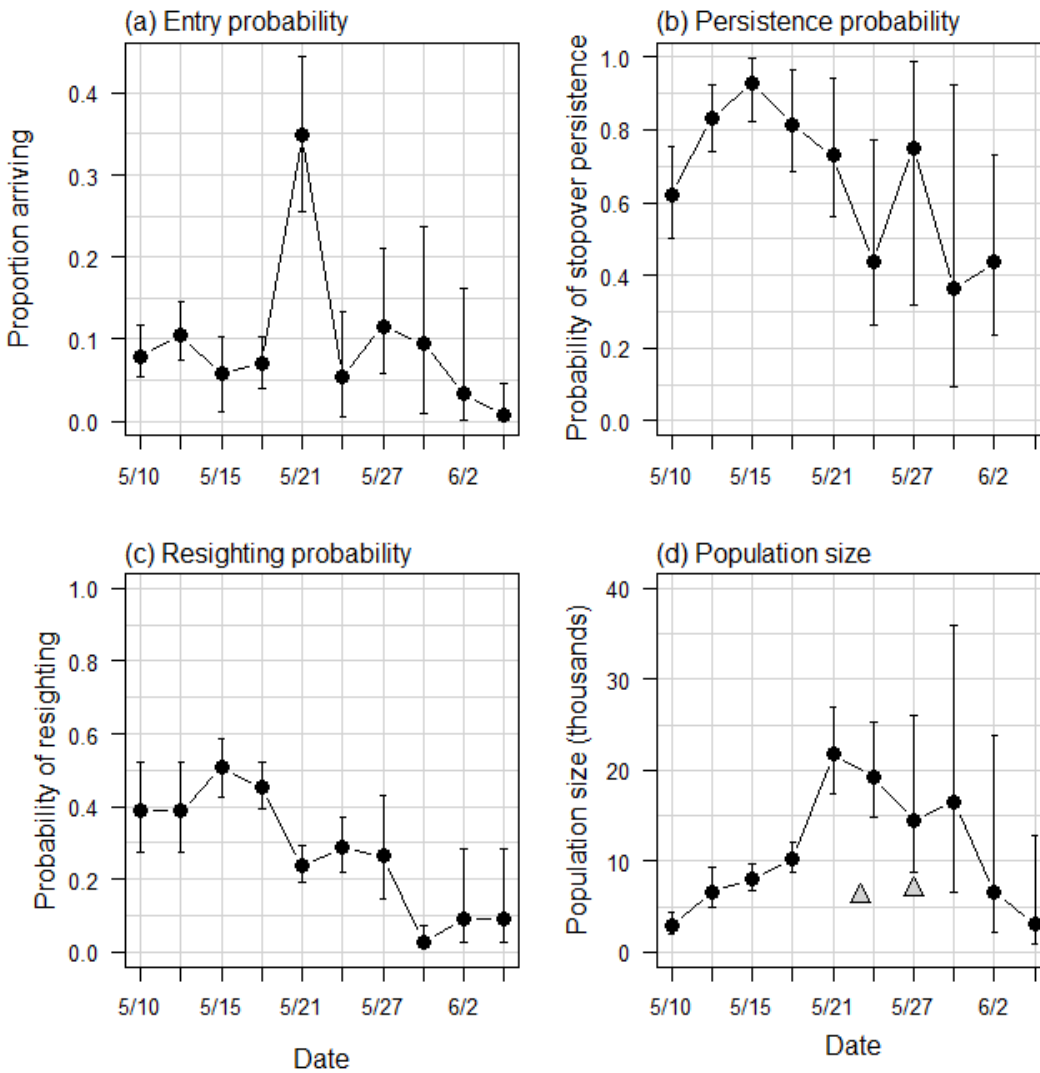 (a) Entry probability
Proportion arriving
0.4
0.3
0.2
0.1
0.0
5/10 5/15 5/21 5/27 6/2
(b) Persistence probability
Probability of stopover persistence
1.0
0.8
0.6
0.4
0.2
0.0
5/10 5/15 5/21 5/27 6/2
(c) Resighting probability
Probability of resighting
1.0
0.8
0.6
0.4
0.2
0.0
5/10 5/15 5/21 5/27 6/2
Date
(d) Population size
Population size (thousands)
40
30
20
10
0
5/10 5/15 5/21 5/27 6/2
Date